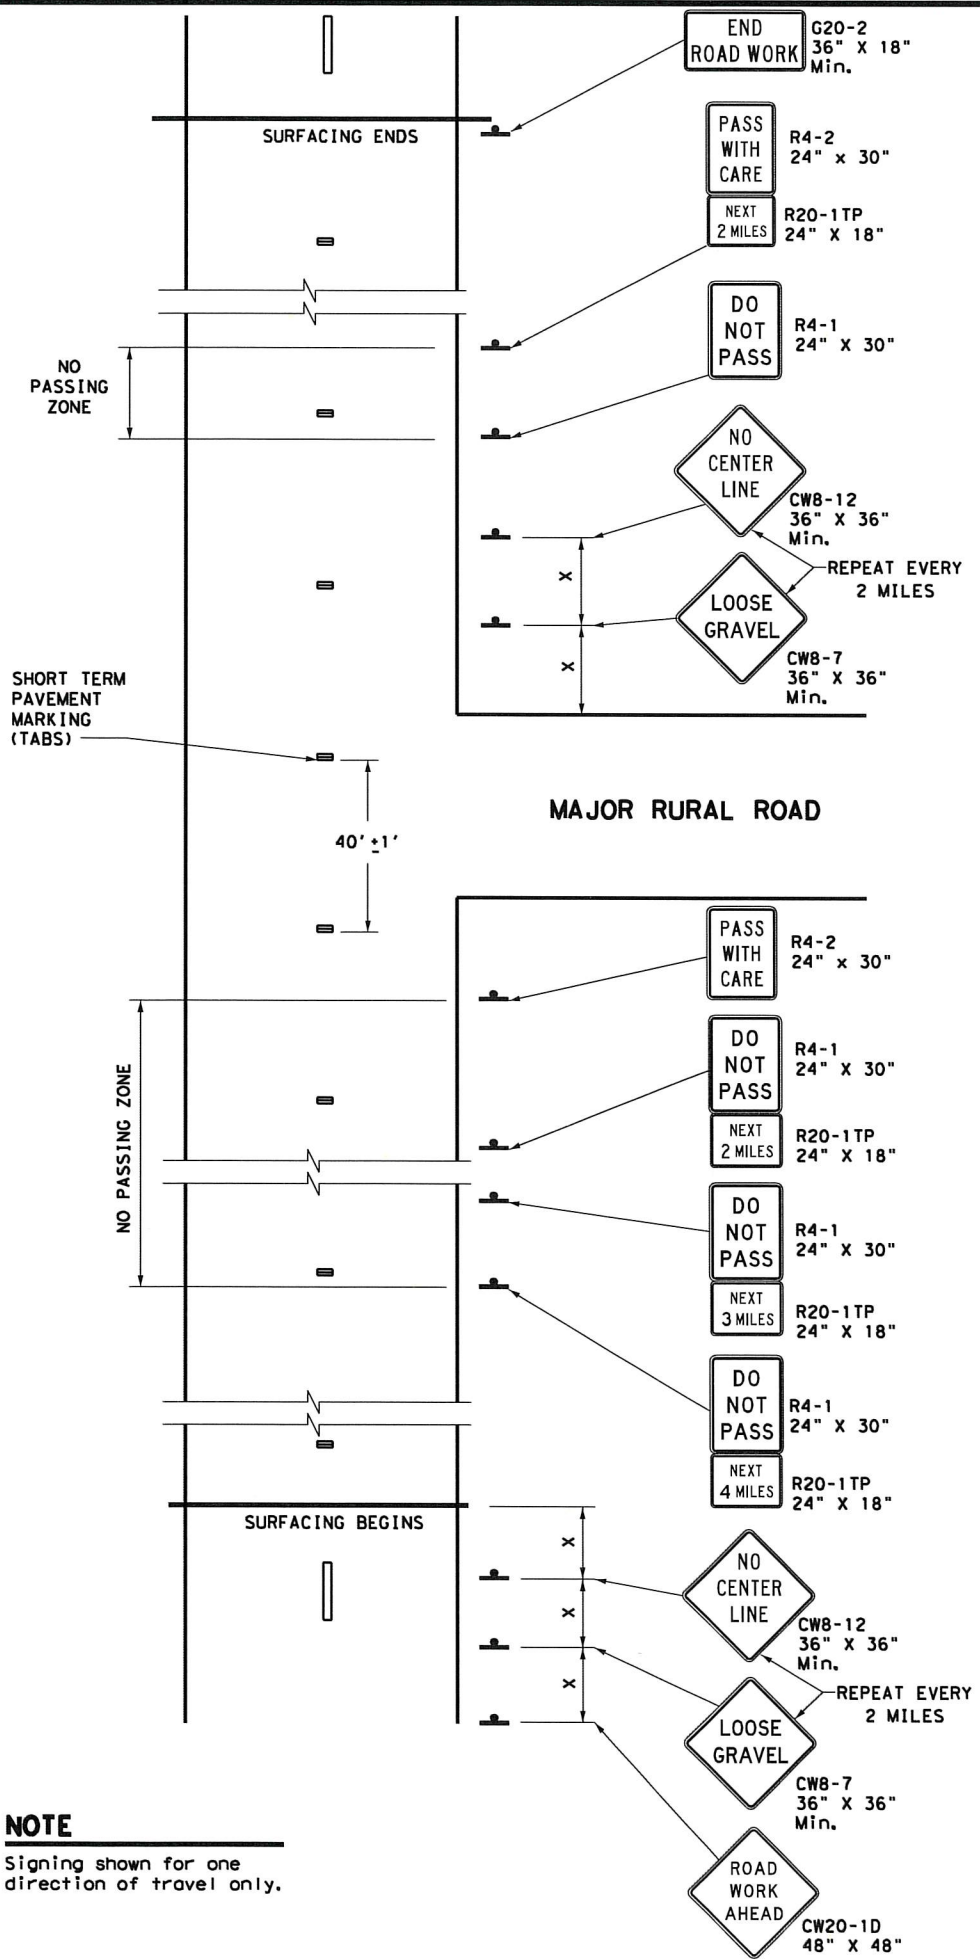 END
ROAD WORK
G20-2
36" X 18"
Min.
SURFACING ENDS
PASS
WITH
CARE
R4-2
24" x 30"
NEXT
2 MILES
R20-1TP
24" X 18"
DO
NOT
PASS
R4-1
24" X 30"
NO
PASSING
ZONE
NO
CENTER
LINE
CW8-12
36" X 36"
Min.
REPEAT EVERY
2 MILES
X
LOOSE
GRAVEL
CW8-7
36" X 36"
Min.
X
SHORT TERM
PAVEMENT
MARKING
(TABS)
MAJOR RURAL ROAD
40' ±1'
PASS
WITH
CARE
R4-2
24" x 30"
DO
NOT
PASS
R4-1
24" X 30"
NEXT
2 MILES
R20-1TP
24" X 18"
NO PASSING ZONE
DO
NOT
PASS
R4-1
24" X 30"
NEXT
3 MILES
R20-1TP
24" X 18"
DO
NOT
PASS
R4-1
24" X 30"
NEXT
4 MILES
R20-1TP
24" X 18"
SURFACING BEGINS
X
NO
CENTER
LINE
CW8-12
36" X 36"
Min.
X
REPEAT EVERY
2 MILES
X
LOOSE
GRAVEL
CW8-7
36" X 36"
Min.
NOTE
Signing shown for one
direction of travel only.
ROAD
WORK
AHEAD
CW20-1D
48" X 48"